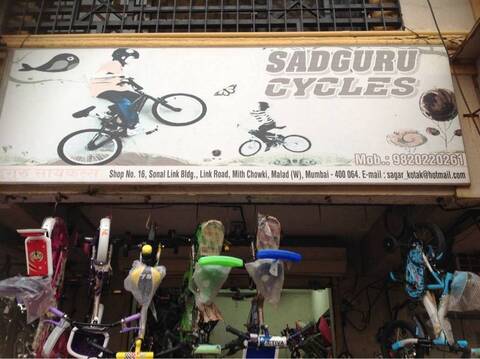 SADGURU
CYCLES
Mob.: 9820220261
Shop No. 16, Sonal Link Bldg., Link Road, Mith Chowki, Malad (W), Mumbai - 400 064. E-mail : sagar_kotak@hotmail.com